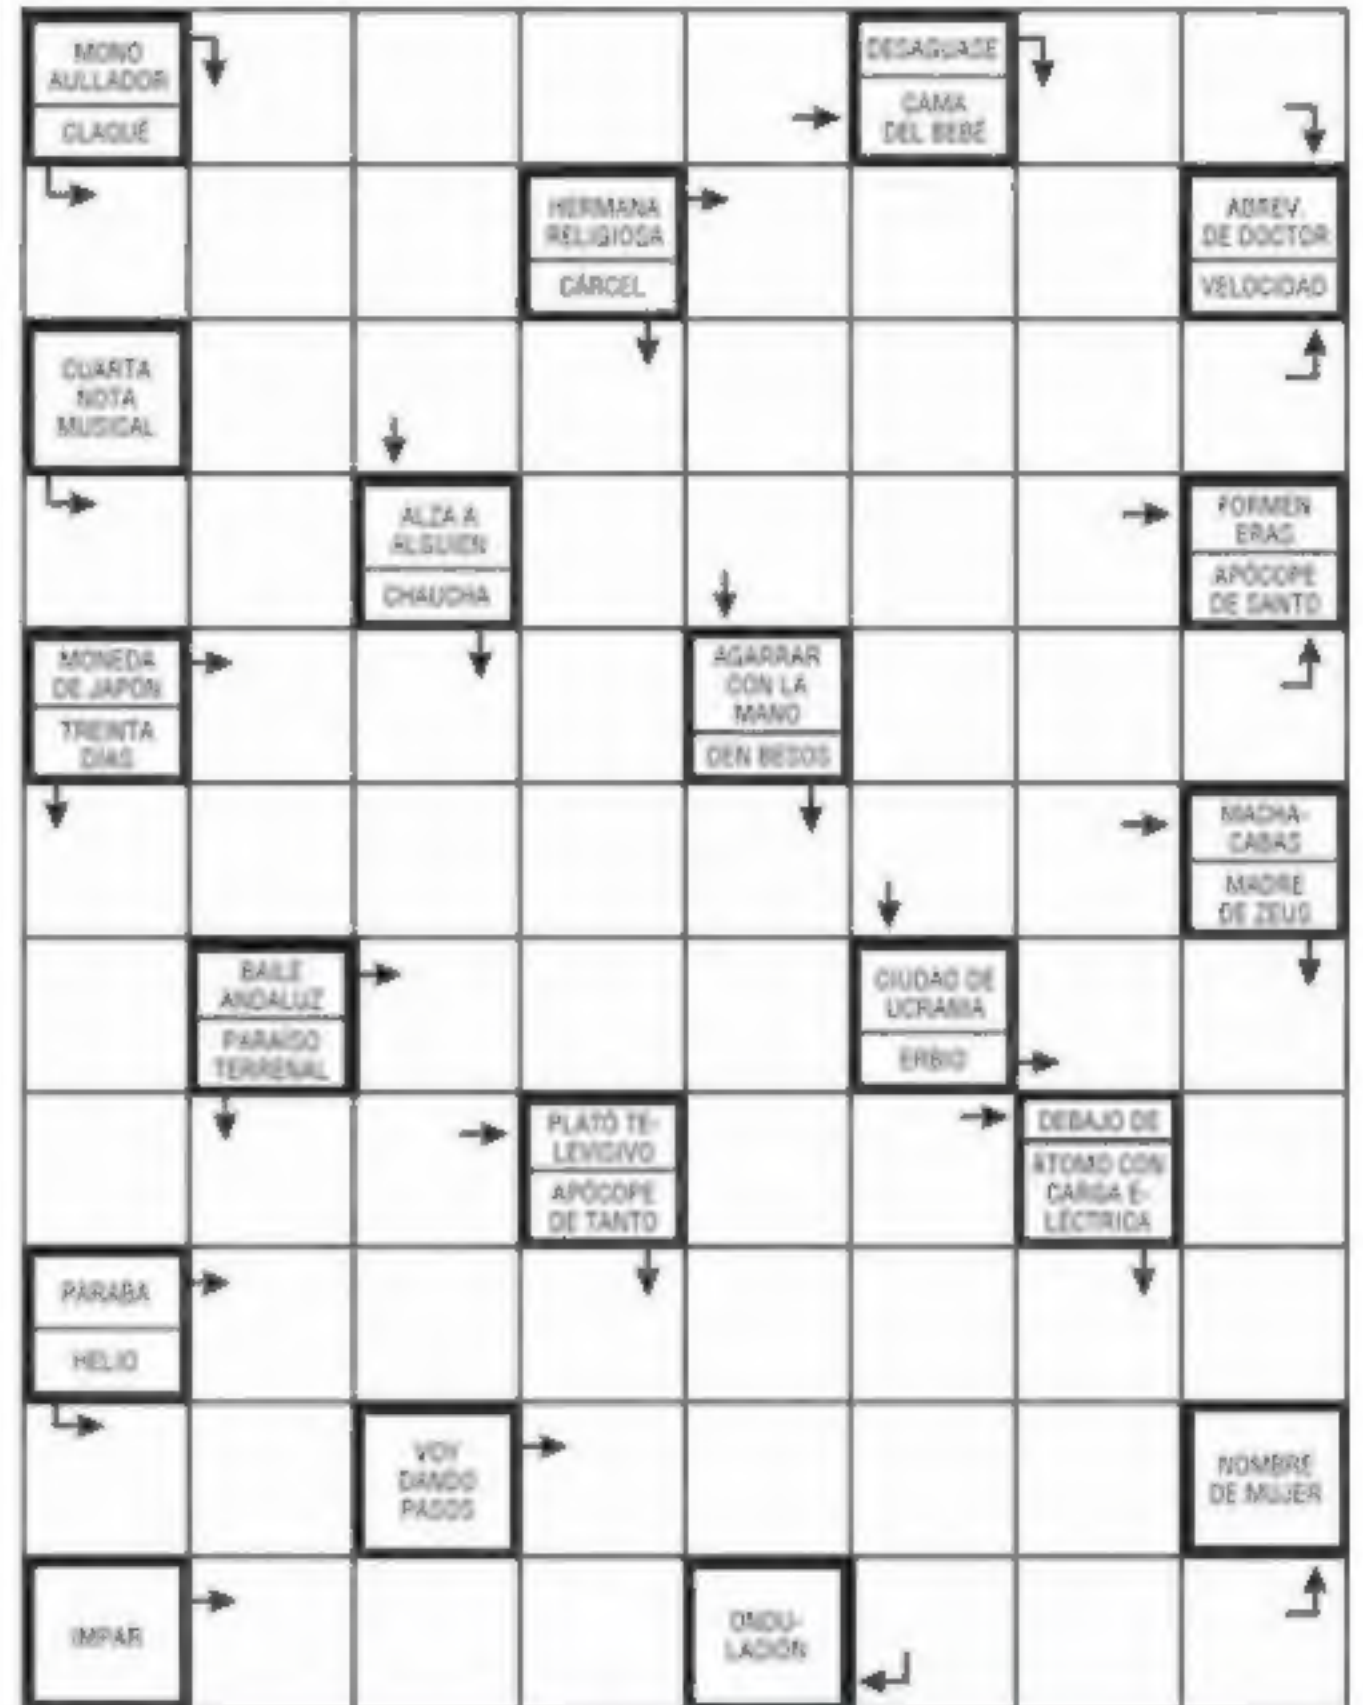 MONO
AULLADOR
CLAQUÉ
DESAGUASE
CAMA
DEL BEBÉ
HERMANA
RELIGIOSA
CÁRCEL
ABREV.
DE DOCTOR
VELOCIDAD
CUARTA
NOTA
MUSICAL
ALZA A
ALGUIEN
CHAUCHA
FORMEN
ERAS
APÓCOPE
DE SANTO
MONEDA
DE JAPÓN
TREINTA
DÍAS
AGARRAR
CON LA
MANO
DEN BESOS
MACHA-
CABAS
MADRE
DE ZEUS
BAILE
ANDALUZ
PARAÍSO
TERRENAL
CIUDAD DE
UCRANIA
ERBIO
PLATÓ TE-
LEVISIVO
APÓCOPE
DE TANTO
DEBAJO DE
ÁTOMO CON
CARGA E-
LÉCTRICA
PARABA
HELIO
VOY
DANDO
PASOS
NOMBRE
DE MUJER
IMPAR
ONDU-
LACIÓN